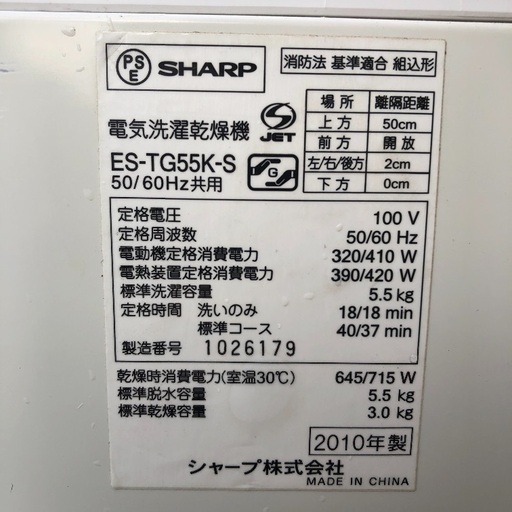 PSE SHARP
消防法 基準適合 組込形
場所 離隔距離
上方 50cm
前方 開放
左/右/後方 2cm
下方 0cm
電気洗濯乾燥機
S JET
ES-TG55K-S
50/60Hz共用
G
定格電圧 100 V
定格周波数 50/60 Hz
電動機定格消費電力 320/410 W
電熱装置定格消費電力 390/420 W
標準洗濯容量 5.5 kg
定格時間 洗いのみ 18/18 min
標準コース 40/37 min
製造番号 1026179
乾燥時消費電力(室温30℃) 645/715 W
標準脱水容量 5.5 kg
標準乾燥容量 3.0 kg
2010年製
シャープ株式会社
MADE IN CHINA